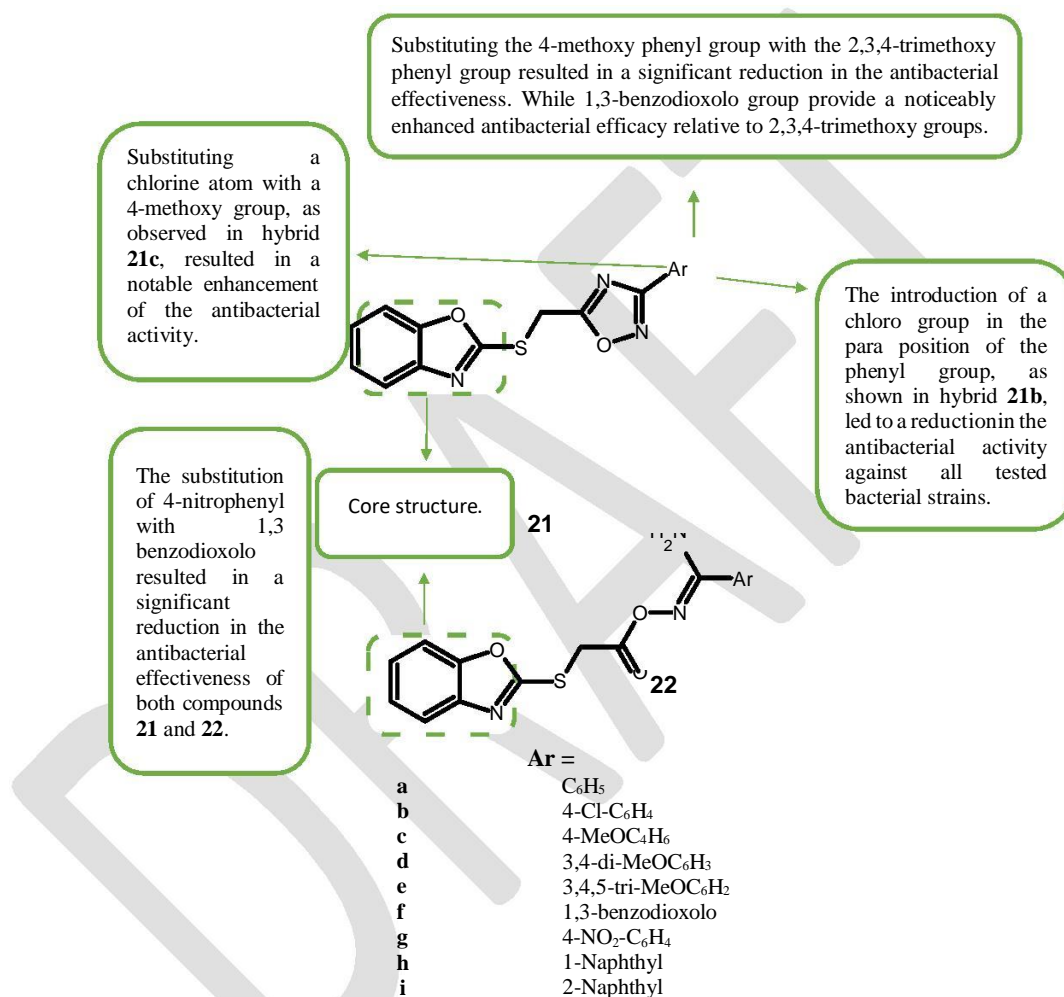 Substituting the 4-methoxy phenyl group with the 2,3,4-trimethoxy
phenyl group resulted in a significant reduction in the antibacterial
effectiveness. While 1,3-benzodioxolo group provide a noticeably
enhanced antibacterial efficacy relative to 2,3,4-trimethoxy groups.
Substituting a
chlorine atom with a
4-methoxy group, as
observed in hybrid
21c, resulted in a
notable enhancement
of the antibacterial
activity.
Ar
N
N
O
O
S
N
The introduction of a
chloro group in the
para position of the
phenyl group, as
shown in hybrid 21b,
led to a reductionin the
antibacterial activity
against all tested
bacterial strains.
The substitution
of 4-nitrophenyl
with 1,3
benzodioxolo
resulted in a
significant
reduction in the
antibacterial
effectiveness of
both compounds
21 and 22.
Core structure.
21
H2N
Ar
O
N
O
S
N
22
Ar =
a C6H5
b 4-Cl-C6H4
c 4-MeOC4H6
d 3,4-di-MeOC6H3
e 3,4,5-tri-MeOC6H2
f 1,3-benzodioxolo
g 4-NO2-C6H4
h 1-Naphthyl
i 2-Naphthyl
DRAFT